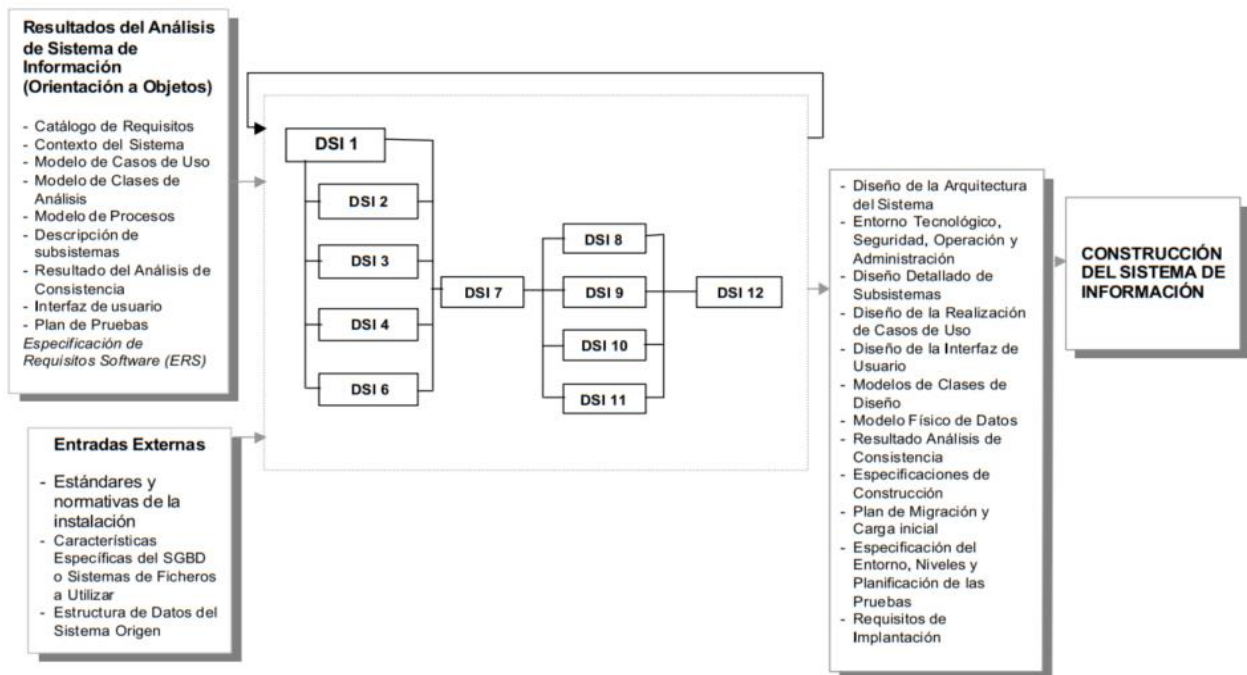 Resultados del Análisis
de Sistema de
Información
(Orientación a Objetos)
- Catálogo de Requisitos
- Contexto del Sistema
- Modelo de Casos de Uso
- Modelo de Clases de
Análisis
- Modelo de Procesos
- Descripción de
subsistemas
- Resultado del Análisis de
Consistencia
- Interfaz de usuario
- Plan de Pruebas
Especificación de
Requisitos Software (ERS)
Entradas Externas
- Estándares y
normativas de la
instalación
- Características
Específicas del SGBD
o Sistemas de Ficheros
a Utilizar
- Estructura de Datos del
Sistema Origen
DSI 1
DSI 2
DSI 3
DSI 4
DSI 6
DSI 7
DSI 8
DSI 9
DSI 10
DSI 11
DSI 12
- Diseño de la Arquitectura
del Sistema
- Entorno Tecnológico,
Seguridad, Operación y
Administración
- Diseño Detallado de
Subsistemas
- Diseño de la Realización
de Casos de Uso
- Diseño de la Interfaz de
Usuario
- Modelos de Clases de
Diseño
- Modelo Físico de Datos
- Resultado Análisis de
Consistencia
- Especificaciones de
Construcción
- Plan de Migración y
Carga inicial
- Especificación del
Entorno, Niveles y
Planificación de las
Pruebas
- Requisitos de
Implantación
CONSTRUCCIÓN
DEL SISTEMA DE
INFORMACIÓN